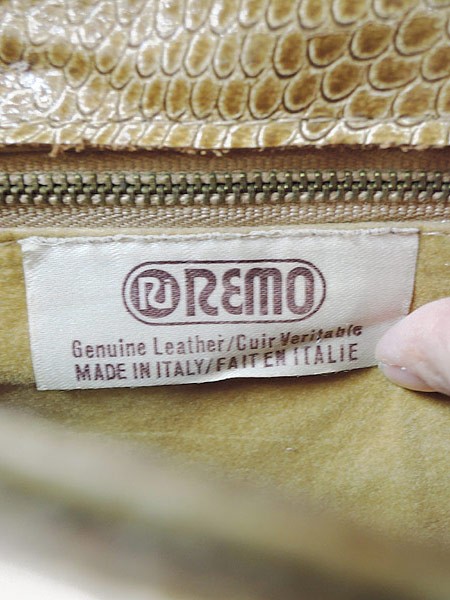 REMO
Genuine Leather/Cuir Veritable
MADE IN ITALY/FAIT EN ITALIE